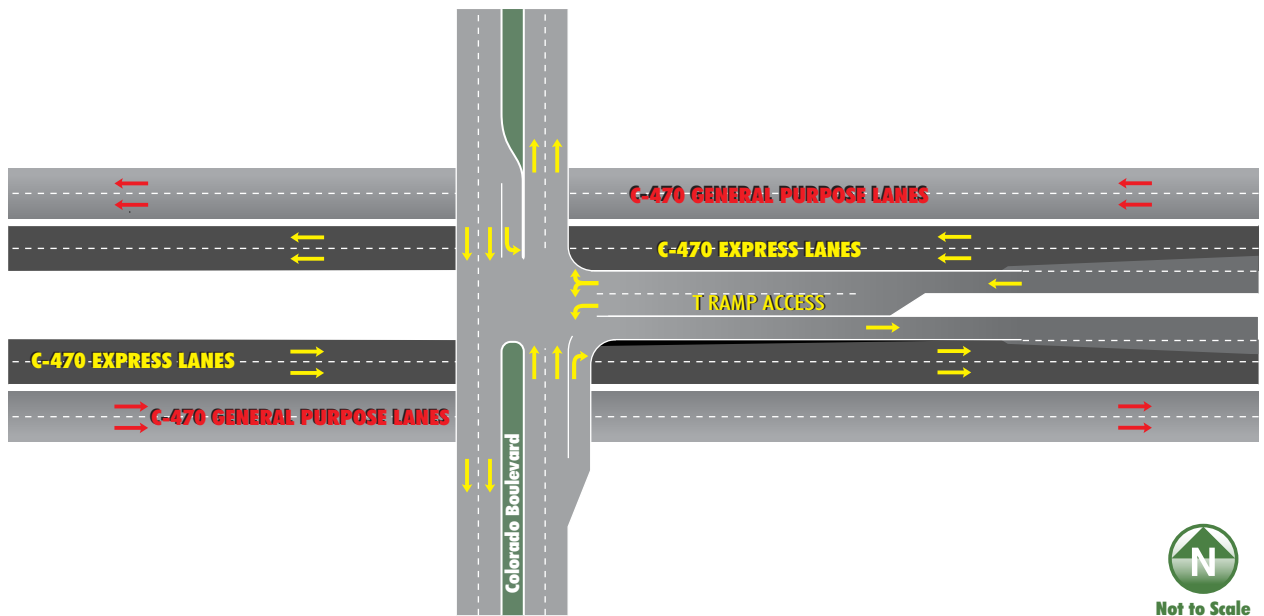 C-470 GENERAL PURPOSE LANES
C-470 EXPRESS LANES
T RAMP ACCESS
C-470 EXPRESS LANES
C-470 GENERAL PURPOSE LANES
Colorado Boulevard
N
Not to Scale